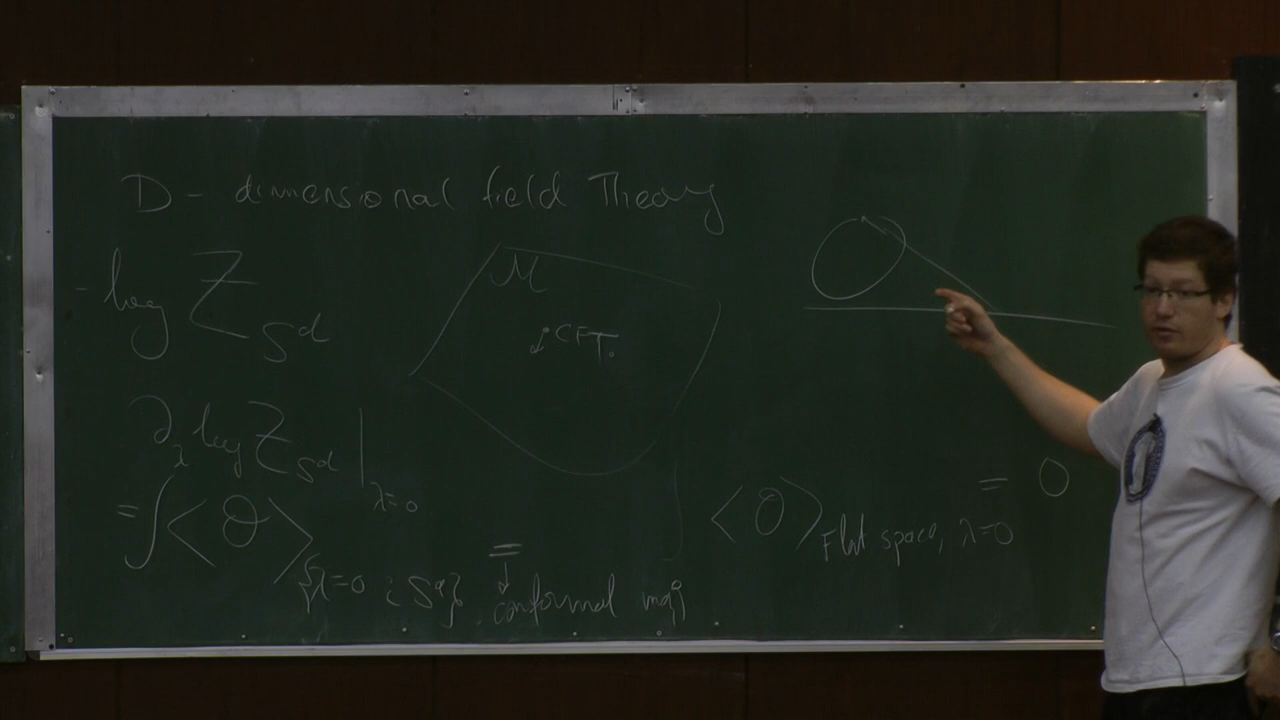 D - dimensional field Theory
- log Z_{S^d}
M
CFT.
∂_λ log Z_{S^d} |_{λ=0}
= ∫ < O >_{{λ=0 ; S^d}} = ∫ < O >_{Flat space, λ=0} = 0
conformal map